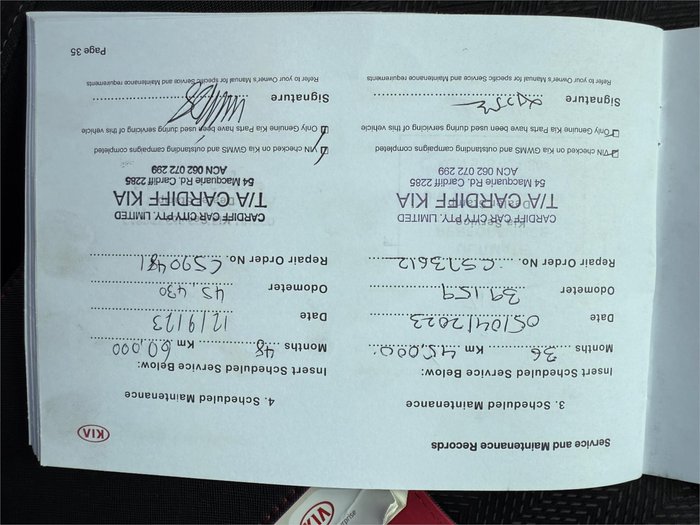 Service and Maintenance Records
KIA
3. Scheduled Maintenance
Insert Scheduled Service Below:
36 Months 45,000 Km
Date 05/04/2023
Odometer 39,159
Repair Order No. CS73612
CARDIFF CAR CITY PTY. LIMITED
T/A CARDIFF KIA
54 Macquarie Rd. Cardiff 2285
ACN 062 072 299
VIN checked on Kia GWMS and outstanding campaigns completed
Only Genuine Kia Parts have been used during servicing of this vehicle
Signature
Refer to your Owner's Manual for specific Service and Maintenance requirements
4. Scheduled Maintenance
Insert Scheduled Service Below:
48 Months 60,000 Km
Date 12/9/23
Odometer 45,430
Repair Order No. CS90481
CARDIFF CAR CITY PTY. LIMITED
T/A CARDIFF KIA
54 Macquarie Rd. Cardiff 2285
ACN 062 072 299
VIN checked on Kia GWMS and outstanding campaigns completed
Only Genuine Kia Parts have been used during servicing of this vehicle
Signature
Refer to your Owner's Manual for specific Service and Maintenance requirements
Page 35
KIA